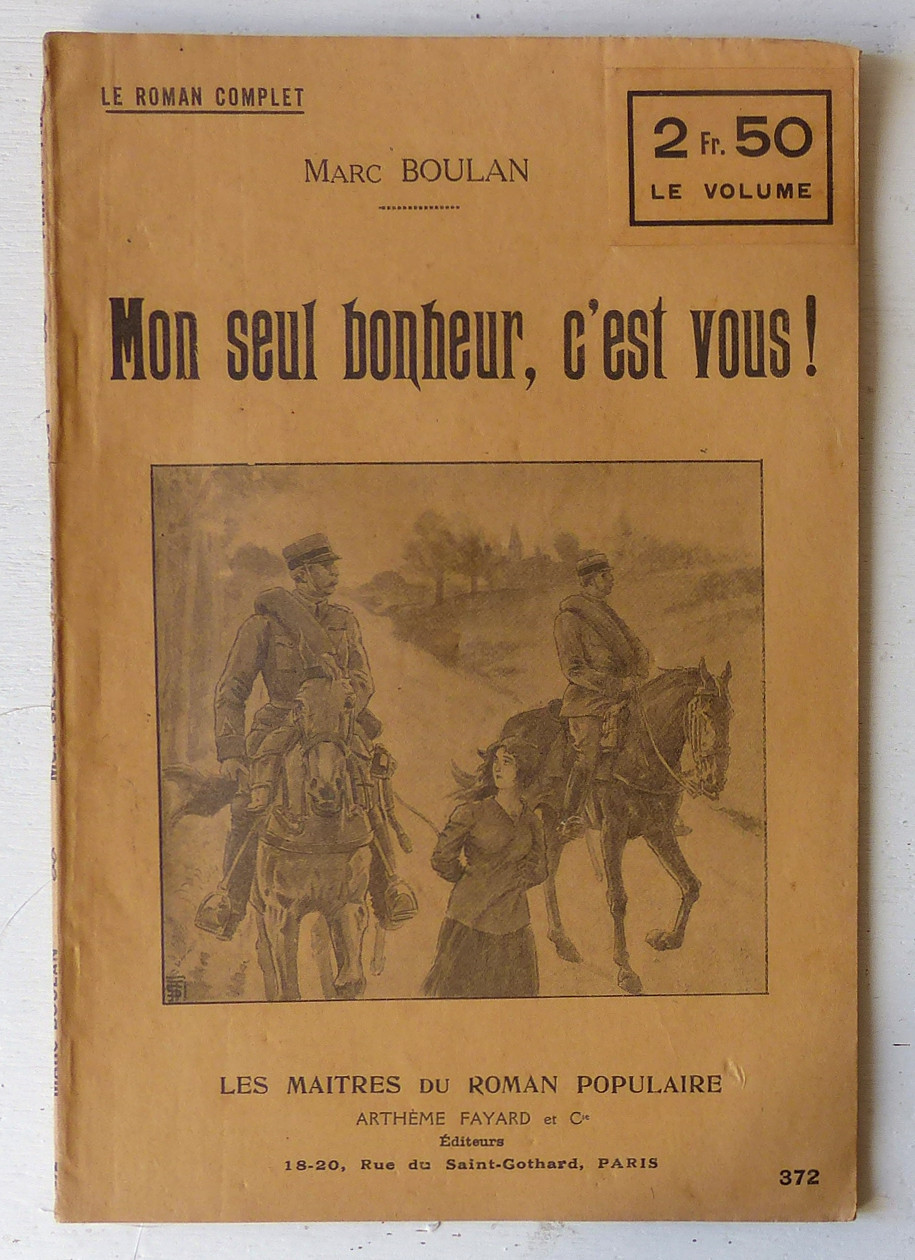 LE ROMAN COMPLET
2 Fr. 50
LE VOLUME
MARC BOULAN
Mon seul bonheur, c'est vous !
LES MAITRES DU ROMAN POPULAIRE
ARTHÈME FAYARD et Cie
Éditeurs
18-20, Rue du Saint-Gothard, PARIS
372